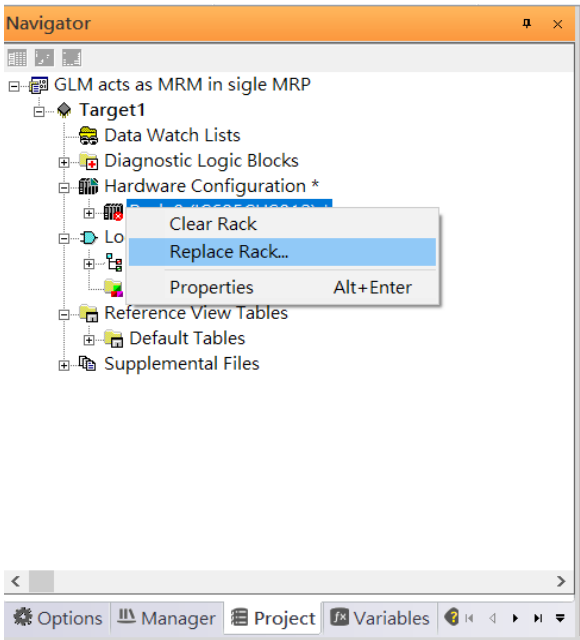 Navigator
GLM acts as MRM in sigle MRP
Target1
Data Watch Lists
Diagnostic Logic Blocks
Hardware Configuration *
Clear Rack
Lo
Replace Rack...
Properties Alt+Enter
Reference View Tables
Default Tables
Supplemental Files
Options Manager Project Variables